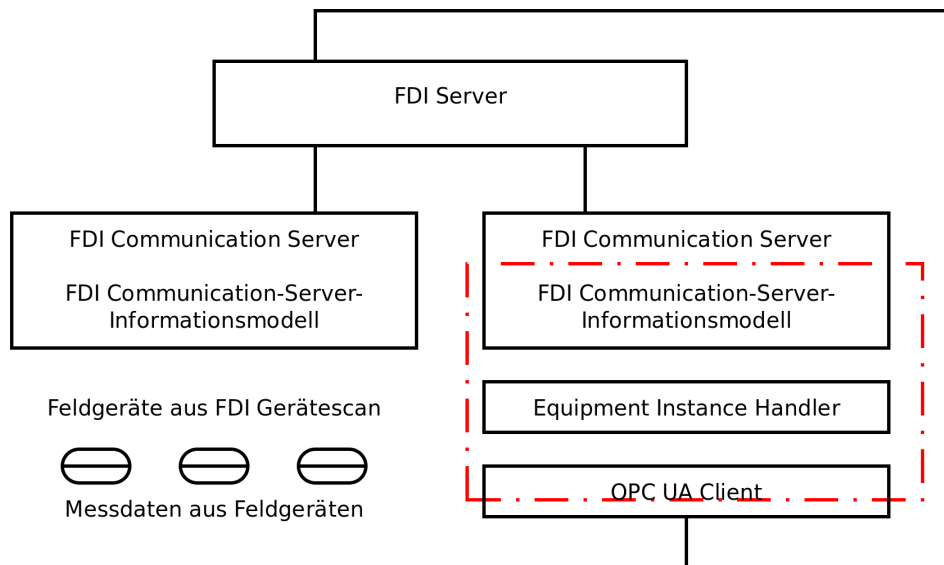 FDI Server
FDI Communication Server
FDI Communication-Server-
Informationsmodell
FDI Communication Server
FDI Communication-Server-
Informationsmodell
Feldgeräte aus FDI Gerätescan
Messdaten aus Feldgeräten
Equipment Instance Handler
OPC UA Client